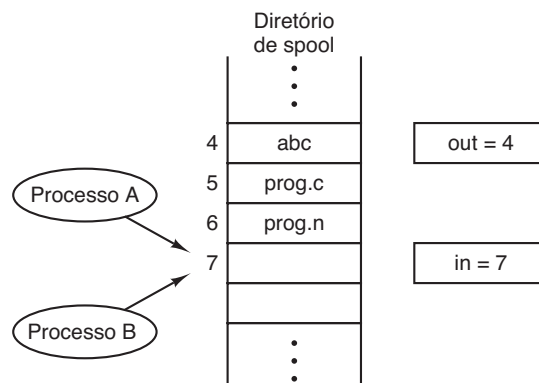 Diretório
de spool
4 abc out = 4
Processo A
5 prog.c
6 prog.n
7 in = 7
Processo B